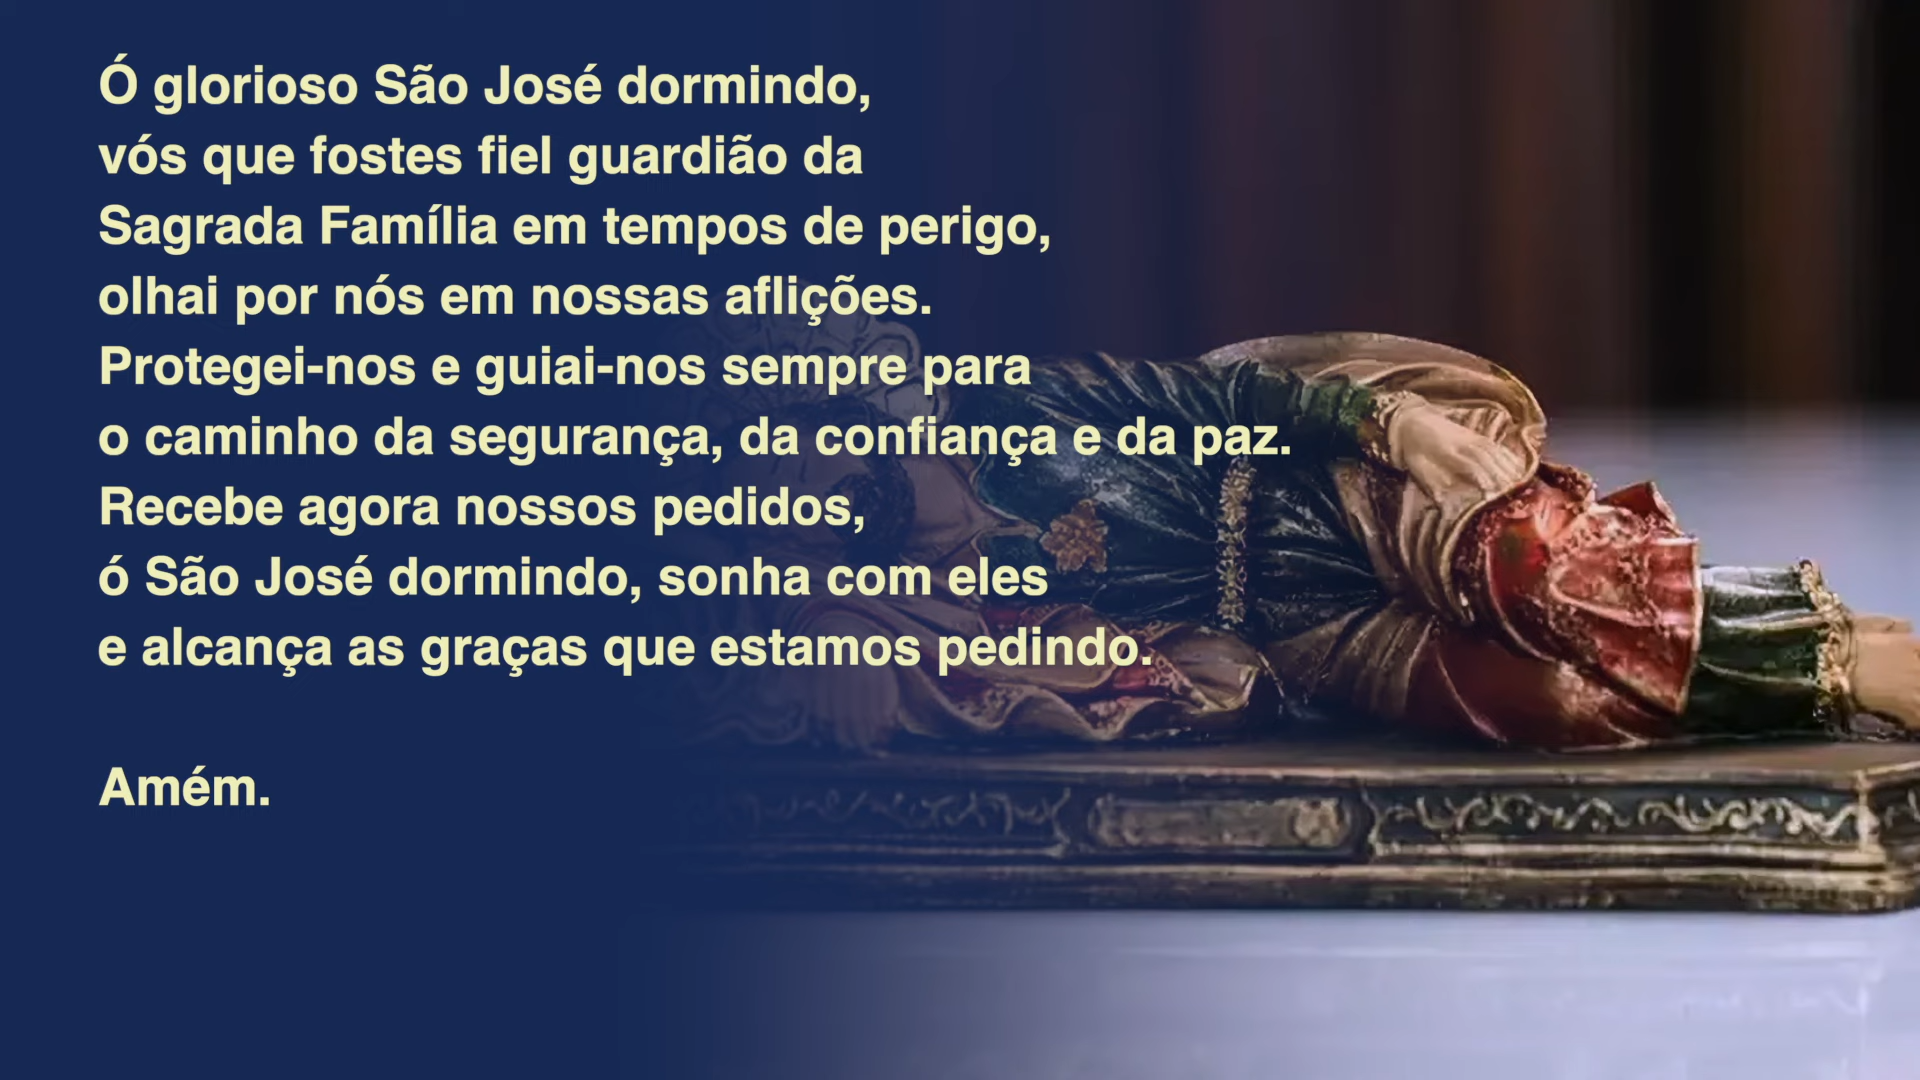 Ó glorioso São José dormindo,
vós que fostes fiel guardião da
Sagrada Família em tempos de perigo,
olhai por nós em nossas aflições.
Protegei-nos e guiai-nos sempre para
o caminho da segurança, da confiança e da paz.
Recebe agora nossos pedidos,
ó São José dormindo, sonha com eles
e alcança as graças que estamos pedindo.
Amém.